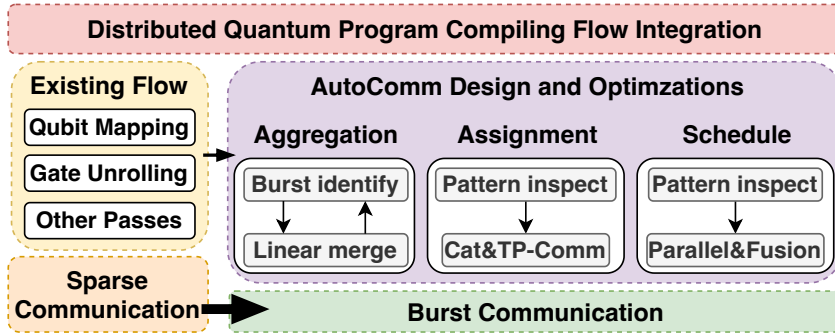 Distributed Quantum Program Compiling Flow Integration
Existing Flow
Qubit Mapping
Gate Unrolling
Other Passes
AutoComm Design and Optimzations
Aggregation
Burst identify
Linear merge
Assignment
Pattern inspect
Cat&TP-Comm
Schedule
Pattern inspect
Parallel&Fusion
Sparse
Communication
Burst Communication